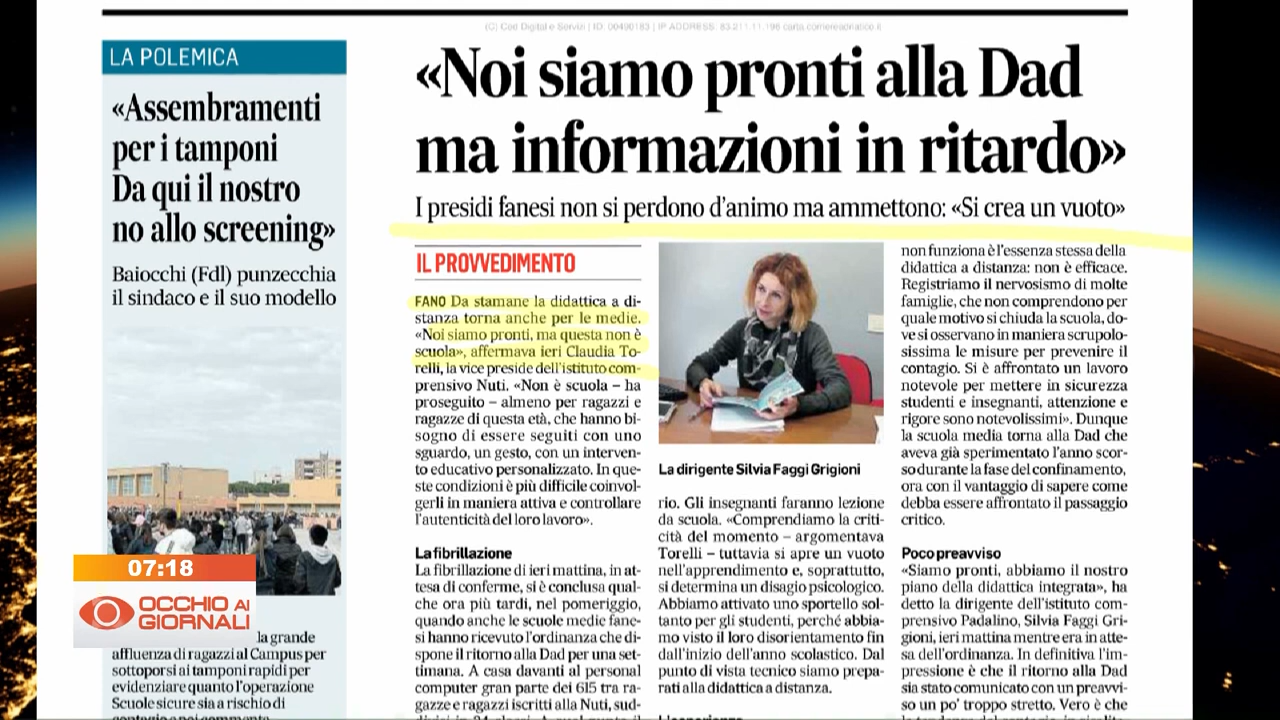 (C) Ced Digital e Servizi | ID: 00490183 | IP ADDRESS: 83.211.11.196 carta.corriereadriatico.it
LA POLEMICA
«Assembramenti
per i tamponi
Da qui il nostro
no allo screening»
Baiocchi (FdI) punzecchia
il sindaco e il suo modello
07:18
OCCHIO AI
GIORNALI
la grande
affluenza di ragazzi al Campus per
sottoporsi ai tamponi rapidi per
evidenziare quanto l'operazione
Scuole sicure sia a rischio di
«Noi siamo pronti alla Dad
ma informazioni in ritardo»
I presidi fanesi non si perdono d'animo ma ammettono: «Si crea un vuoto»
IL PROVVEDIMENTO
FANO Da stamane la didattica a di-
stanza torna anche per le medie.
«Noi siamo pronti, ma questa non è
scuola», affermava ieri Claudia To-
relli, la vice preside dell'istituto com-
prensivo Nuti. «Non è scuola – ha
proseguito – almeno per ragazzi e
ragazze di questa età, che hanno bi-
sogno di essere seguiti con uno
sguardo, un gesto, con un interven-
to educativo personalizzato. In que-
ste condizioni è più difficile coinvol-
gerli in maniera attiva e controllare
l'autenticità del loro lavoro».
La fibrillazione
La fibrillazione di ieri mattina, in at-
tesa di conferme, si è conclusa qual-
che ora più tardi, nel pomeriggio,
quando anche le scuole medie fane-
si hanno ricevuto l'ordinanza che di-
spone il ritorno alla Dad per una set-
timana. A casa davanti al personal
computer gran parte dei 615 tra ra-
gazze e ragazzi iscritti alla Nuti, sud-
La dirigente Silvia Faggi Grigioni
rio. Gli insegnanti faranno lezione
da scuola. «Comprendiamo la criti-
cità del momento – argomentava
Torelli – tuttavia si apre un vuoto
nell'apprendimento e, soprattutto,
si determina un disagio psicologico.
Abbiamo attivato uno sportello sol-
tanto per gli studenti, perché abbia-
mo visto il loro disorientamento fin
dall'inizio dell'anno scolastico. Dal
punto di vista tecnico siamo prepa-
rati alla didattica a distanza.
non funziona è l'essenza stessa della
didattica a distanza: non è efficace.
Registriamo il nervosismo di molte
famiglie, che non comprendono per
quale motivo si chiuda la scuola, do-
ve si osservano in maniera scrupolo-
sissima le misure per prevenire il
contagio. Si è affrontato un lavoro
notevole per mettere in sicurezza
studenti e insegnanti, attenzione e
rigore sono notevolissimi». Dunque
la scuola media torna alla Dad che
aveva già sperimentato l'anno scor-
so durante la fase del confinamento,
ora con il vantaggio di sapere come
debba essere affrontato il passaggio
critico.
Poco preavviso
«Siamo pronti, abbiamo il nostro
piano della didattica integrata», ha
detto la dirigente dell'istituto com-
prensivo Padalino, Silvia Faggi Gri-
gioni, ieri mattina mentre era in atte-
sa dell'ordinanza. In definitiva l'im-
pressione è che il ritorno alla Dad
sia stato comunicato con un preavvi-
so un po' troppo stretto. Vero è che